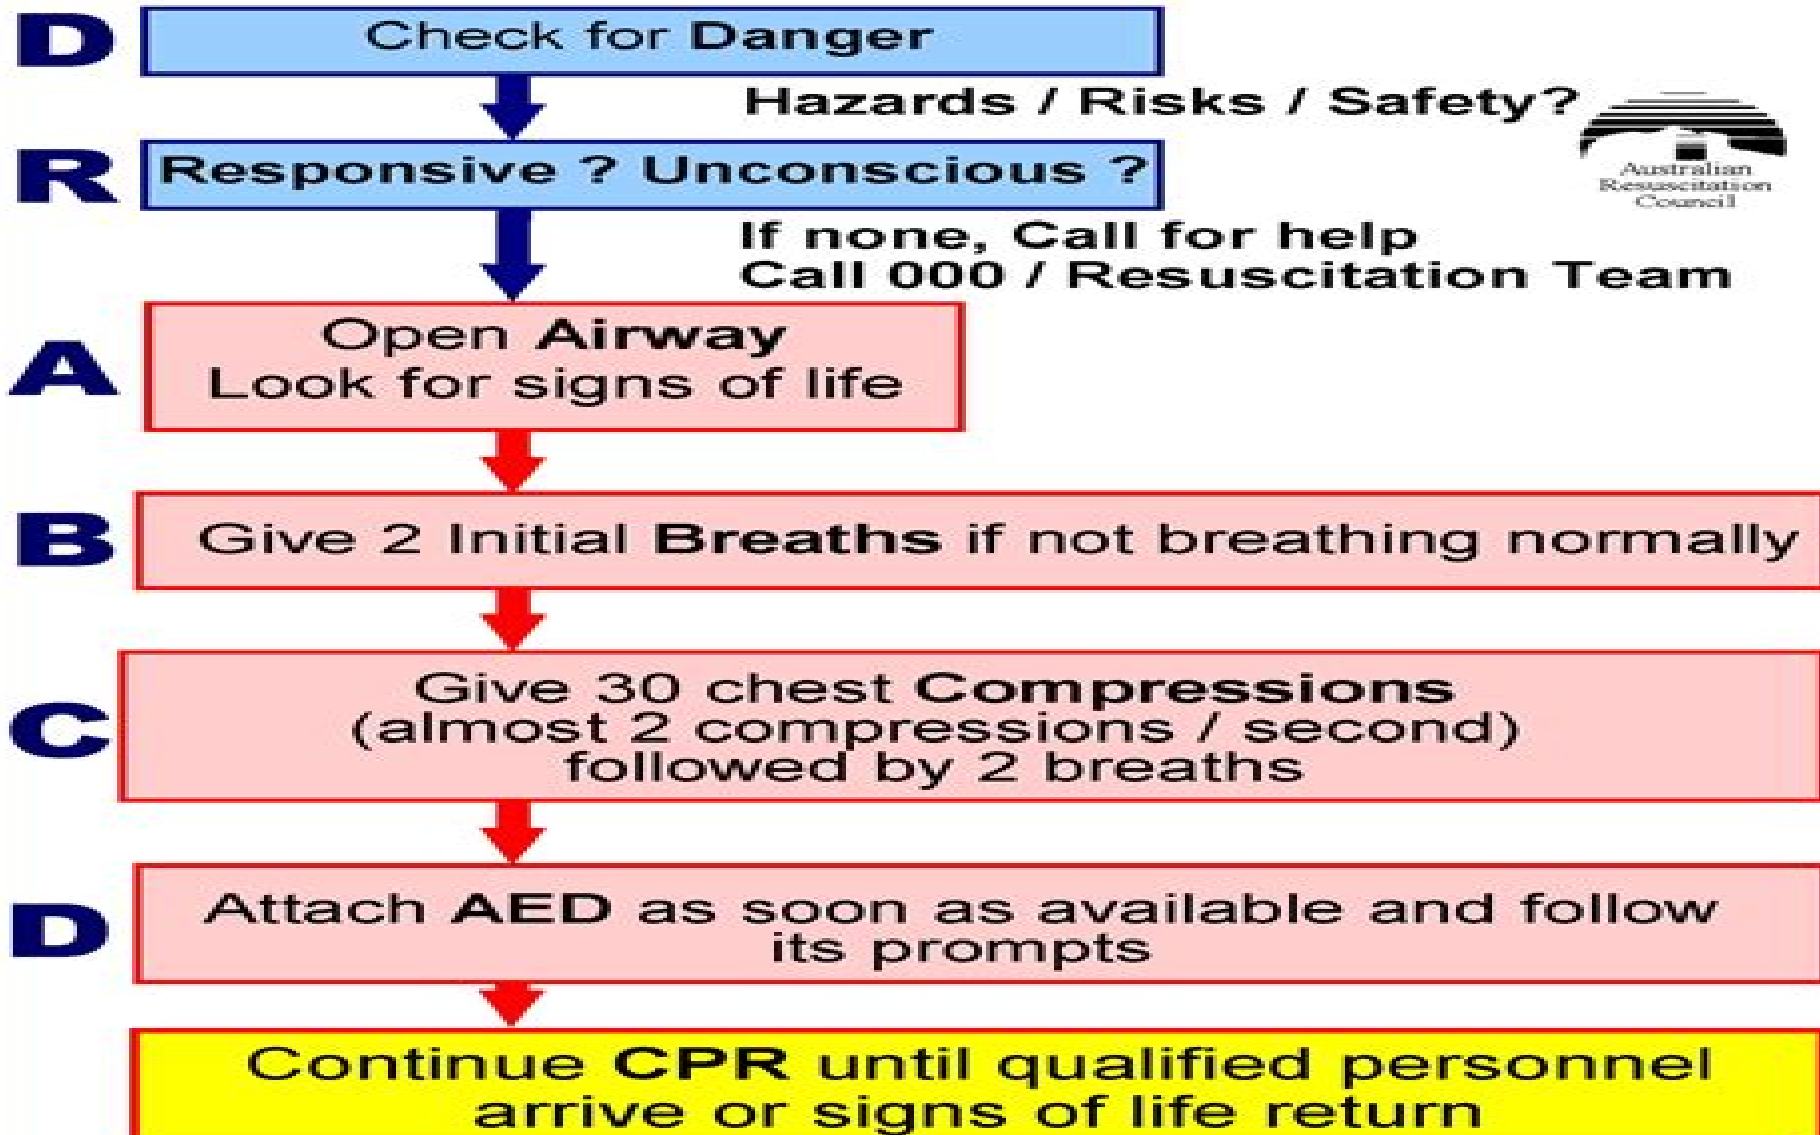 D
Check for Danger
Hazards / Risks / Safety?
R
Responsive ? Unconscious ?
Australian
Resuscitation
Council
If none, Call for help
Call 000 / Resuscitation Team
A
Open Airway
Look for signs of life
B
Give 2 Initial Breaths if not breathing normally
C
Give 30 chest Compressions
(almost 2 compressions / second)
followed by 2 breaths
D
Attach AED as soon as available and follow
its prompts
Continue CPR until qualified personnel
arrive or signs of life return